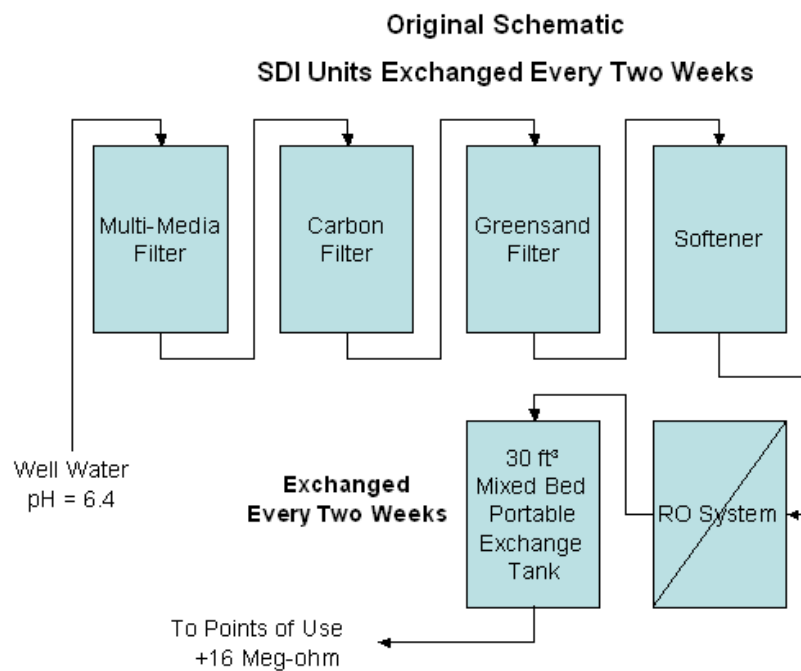 Original Schematic
SDI Units Exchanged Every Two Weeks
Multi-Media
Filter
Carbon
Filter
Greensand
Filter
Softener
Well Water
pH = 6.4
Exchanged
Every Two Weeks
30 ft³
Mixed Bed
Portable
Exchange
Tank
RO System
To Points of Use
+16 Meg-ohm